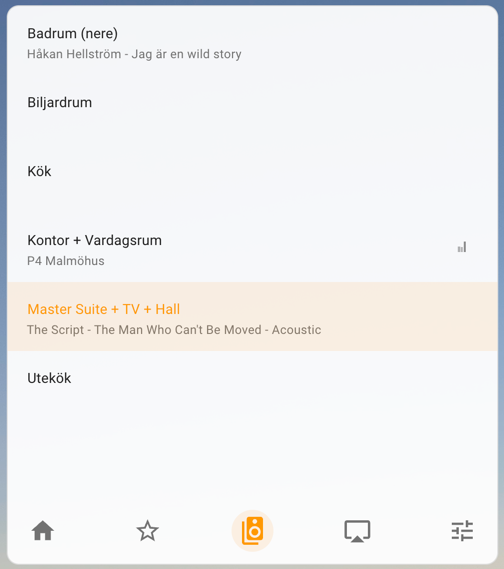 Badrum (nere)
Håkan Hellström - Jag är en wild story
Biljardrum
Kök
Kontor + Vardagsrum
P4 Malmöhus
Master Suite + TV + Hall
The Script - The Man Who Can't Be Moved - Acoustic
Utekök